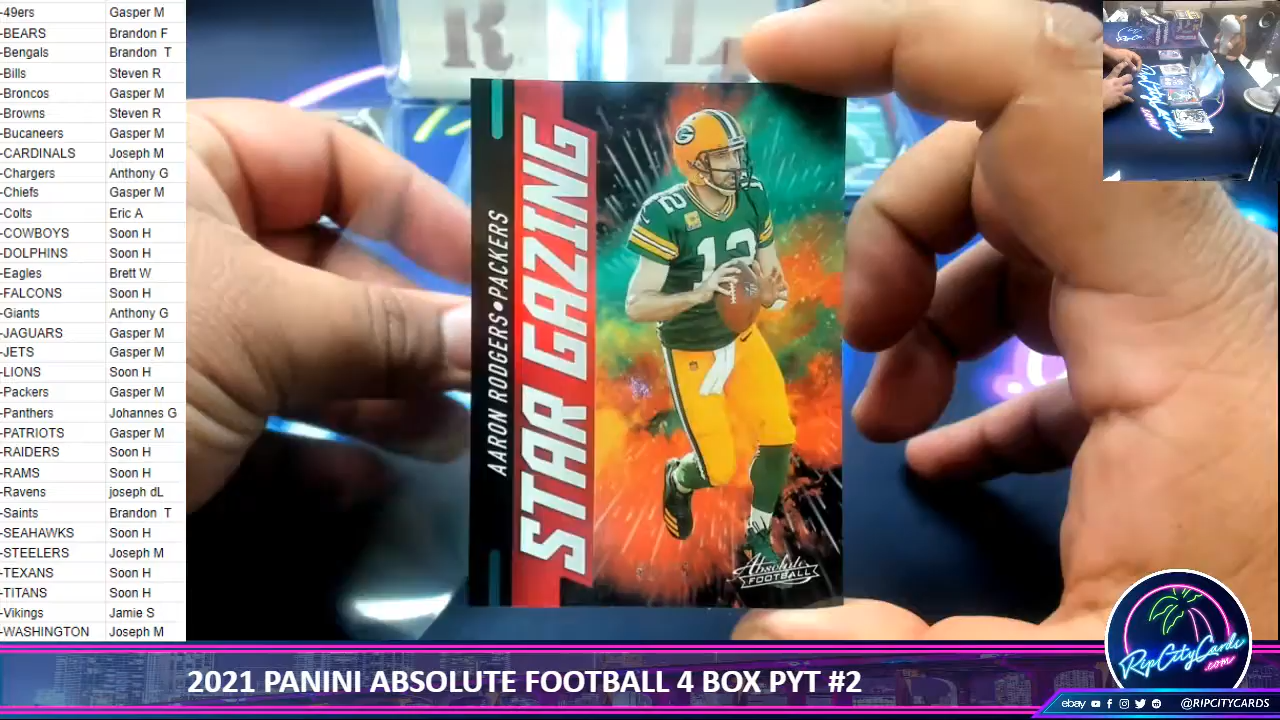 -49ers Gasper M
-BEARS Brandon F
-Bengals Brandon T
-Bills Steven R
-Broncos Gasper M
-Browns Steven R
-Bucaneers Gasper M
-CARDINALS Joseph M
-Chargers Anthony G
-Chiefs Gasper M
-Colts Eric A
-COWBOYS Soon H
-DOLPHINS Soon H
-Eagles Brett W
-FALCONS Soon H
-Giants Anthony G
-JAGUARS Gasper M
-JETS Gasper M
-LIONS Soon H
-Packers Gasper M
-Panthers Johannes G
-PATRIOTS Gasper M
-RAIDERS Soon H
-RAMS Soon H
-Ravens joseph dL
-Saints Brandon T
-SEAHAWKS Soon H
-STEELERS Joseph M
-TEXANS Soon H
-TITANS Soon H
-Vikings Jamie S
-WASHINGTON Joseph M
AARON RODGERS•PACKERS
STAR GAZING
G
12
12
Absolute
FOOTBALL
RipCityCards
.com
2021 PANINI ABSOLUTE FOOTBALL 4 BOX PYT #2
ebay @RIPCITYCARDS